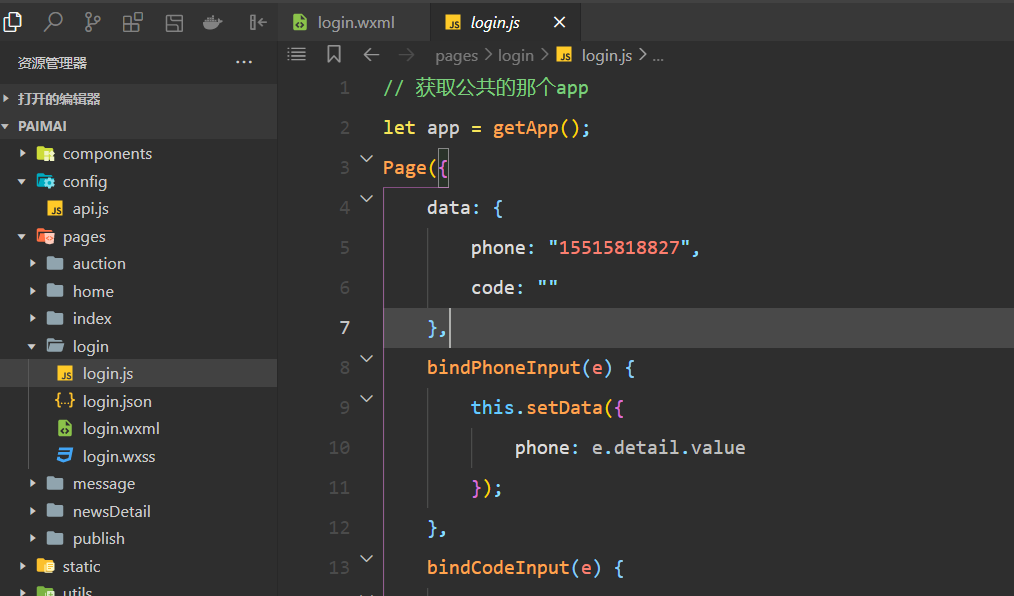 login.wxml
JS login.js
资源管理器
pages > login > JS login.js > ...
打开的编辑器
PAIMAI
components
config
JS api.js
pages
auction
home
index
login
JS login.js
{..} login.json
login.wxml
login.wxss
message
newsDetail
publish
static
utils
1 // 获取公共的那个app
2 let app = getApp();
3 Page({
4 data: {
5 phone: "15515818827",
6 code: ""
7 },
8 bindPhoneInput(e) {
9 this.setData({
10 phone: e.detail.value
11 });
12 },
13 bindCodeInput(e) {